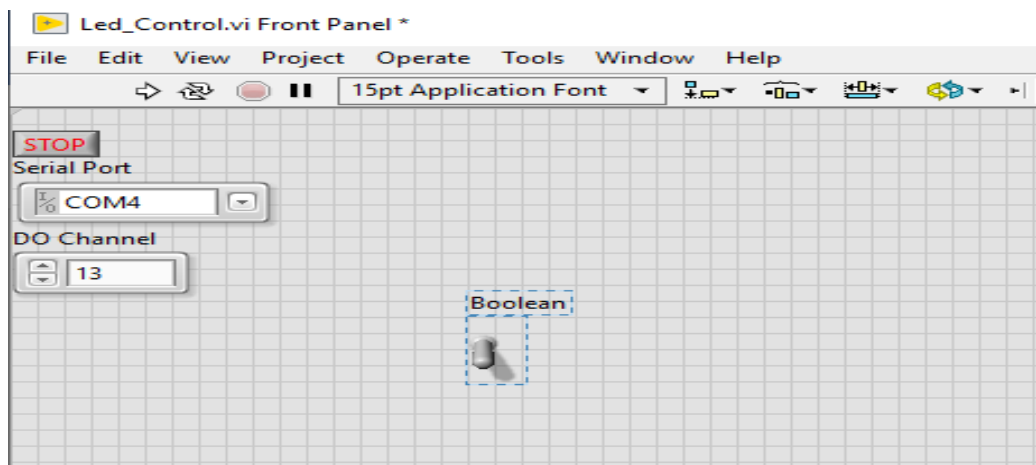 Led_Control.vi Front Panel *
File Edit View Project Operate Tools Window Help
15pt Application Font
STOP
Serial Port
I/O COM4
DO Channel
13
Boolean